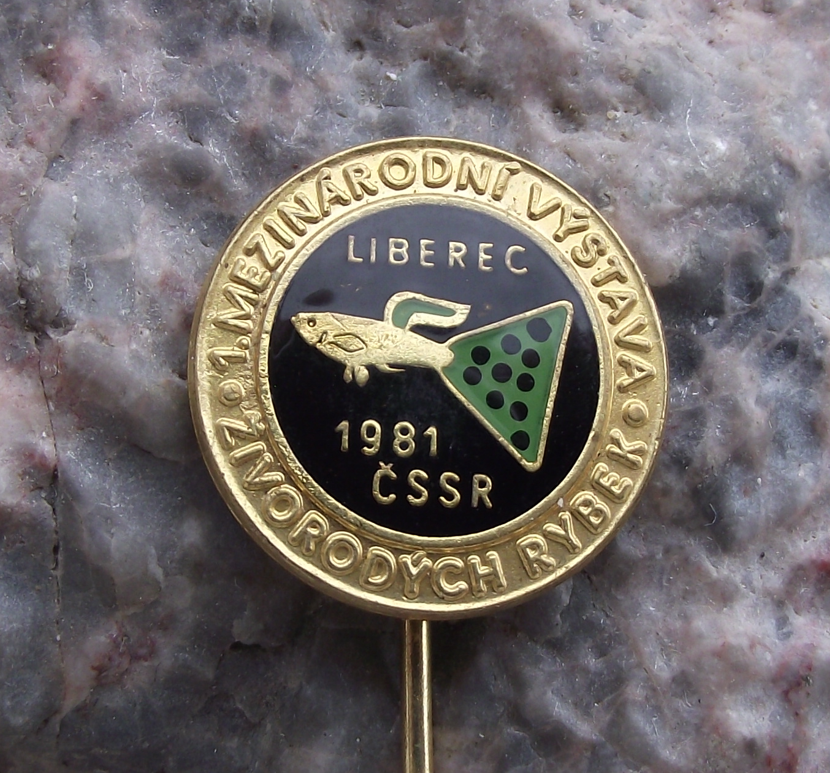 1. MEZINÁRODNÍ VÝSTAVA
LIBEREC
1981
ČSSR
ŽIVORODÝCH RYBEK